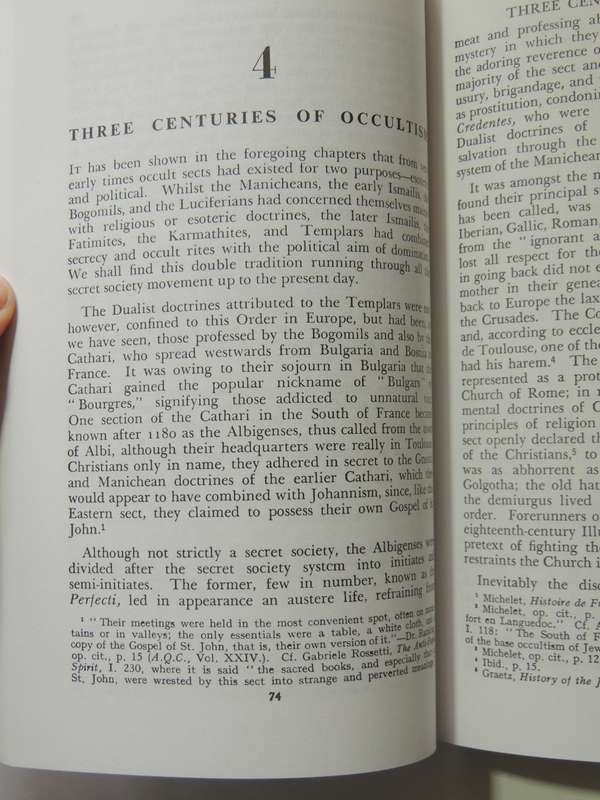 4
THREE CENTURIES OF OCCULTISM
IT has been shown in the foregoing chapters that from
early times occult sects had existed for two purposes—
and political. Whilst the Manicheans, the early Ismailis,
Bogomils, and the Luciferians had concerned themselves
with religious or esoteric doctrines, the later Ismailis,
Fatimites, the Karmathites, and Templars had
secrecy and occult rites with the political aim of
We shall find this double tradition running through all
secret society movement up to the present day.
The Dualist doctrines attributed to the Templars were
however, confined to this Order in Europe, but had been,
we have seen, those professed by the Bogomils and also by
Cathari, who spread westwards from Bulgaria and Bosnia
France. It was owing to their sojourn in Bulgaria that
Cathari gained the popular nickname of "Bulgars"
"Bourgres," signifying those addicted to unnatural
One section of the Cathari in the South of France
known after 1180 as the Albigenses, thus called from the
of Albi, although their headquarters were really in
Christians only in name, they adhered in secret to the
and Manichean doctrines of the earlier Cathari, which
would appear to have combined with Johannism, since, like
Eastern sect, they claimed to possess their own Gospel
John.¹
Although not strictly a secret society, the Albigenses
divided after the secret society system into initiates
semi-initiates. The former, few in number, known as
Perfecti, led in appearance an austere life, refraining
¹ "Their meetings were held in the most convenient spot, often on
tains or in valleys; the only essentials were a table, a white cloth,
copy of the Gospel of St. John, that is, their own version of it."—Dr.
op. cit., p. 15 (A.Q.C., Vol. XXIV.). Cf. Gabriele Rossetti, The
Spirit, I. 230, where it is said "the sacred books, and especially
St. John, were wrested by this sect into strange and perverted
74
THREE
meat and professing
mystery in which they
the adoring reverence
majority of the sect
usury, brigandage, and
as prostitution,
Credentes, who were
Dualist doctrines of
salvation through the
system of the Manichean
It was amongst the
found their principal
has been called, was
Iberian, Gallic, Roman,
from the "ignorant
lost all respect for the
in going back did not
mother in their
back to Europe the
the Crusades. The
and, according to
de Toulouse, one of the
had his harem.⁴ The
represented as a
Church of Rome; in
mental doctrines of
principles of religion
sect openly declared
of the Christians,⁵ to
was as abhorrent as
Golgotha; the old
the demiurgus lived
order. Forerunners
eighteenth-century
pretext of fighting the
restraints the Church
Inevitably the
¹ Michelet, Histoire de
² Michelet, op. cit., p.
fort en Languedoc." Cf.
I. 118: "The South of
of the base occultism of
³ Michelet, op. cit., p. 12
⁴ Ibid., p. 15.
⁵ Graetz, History of the